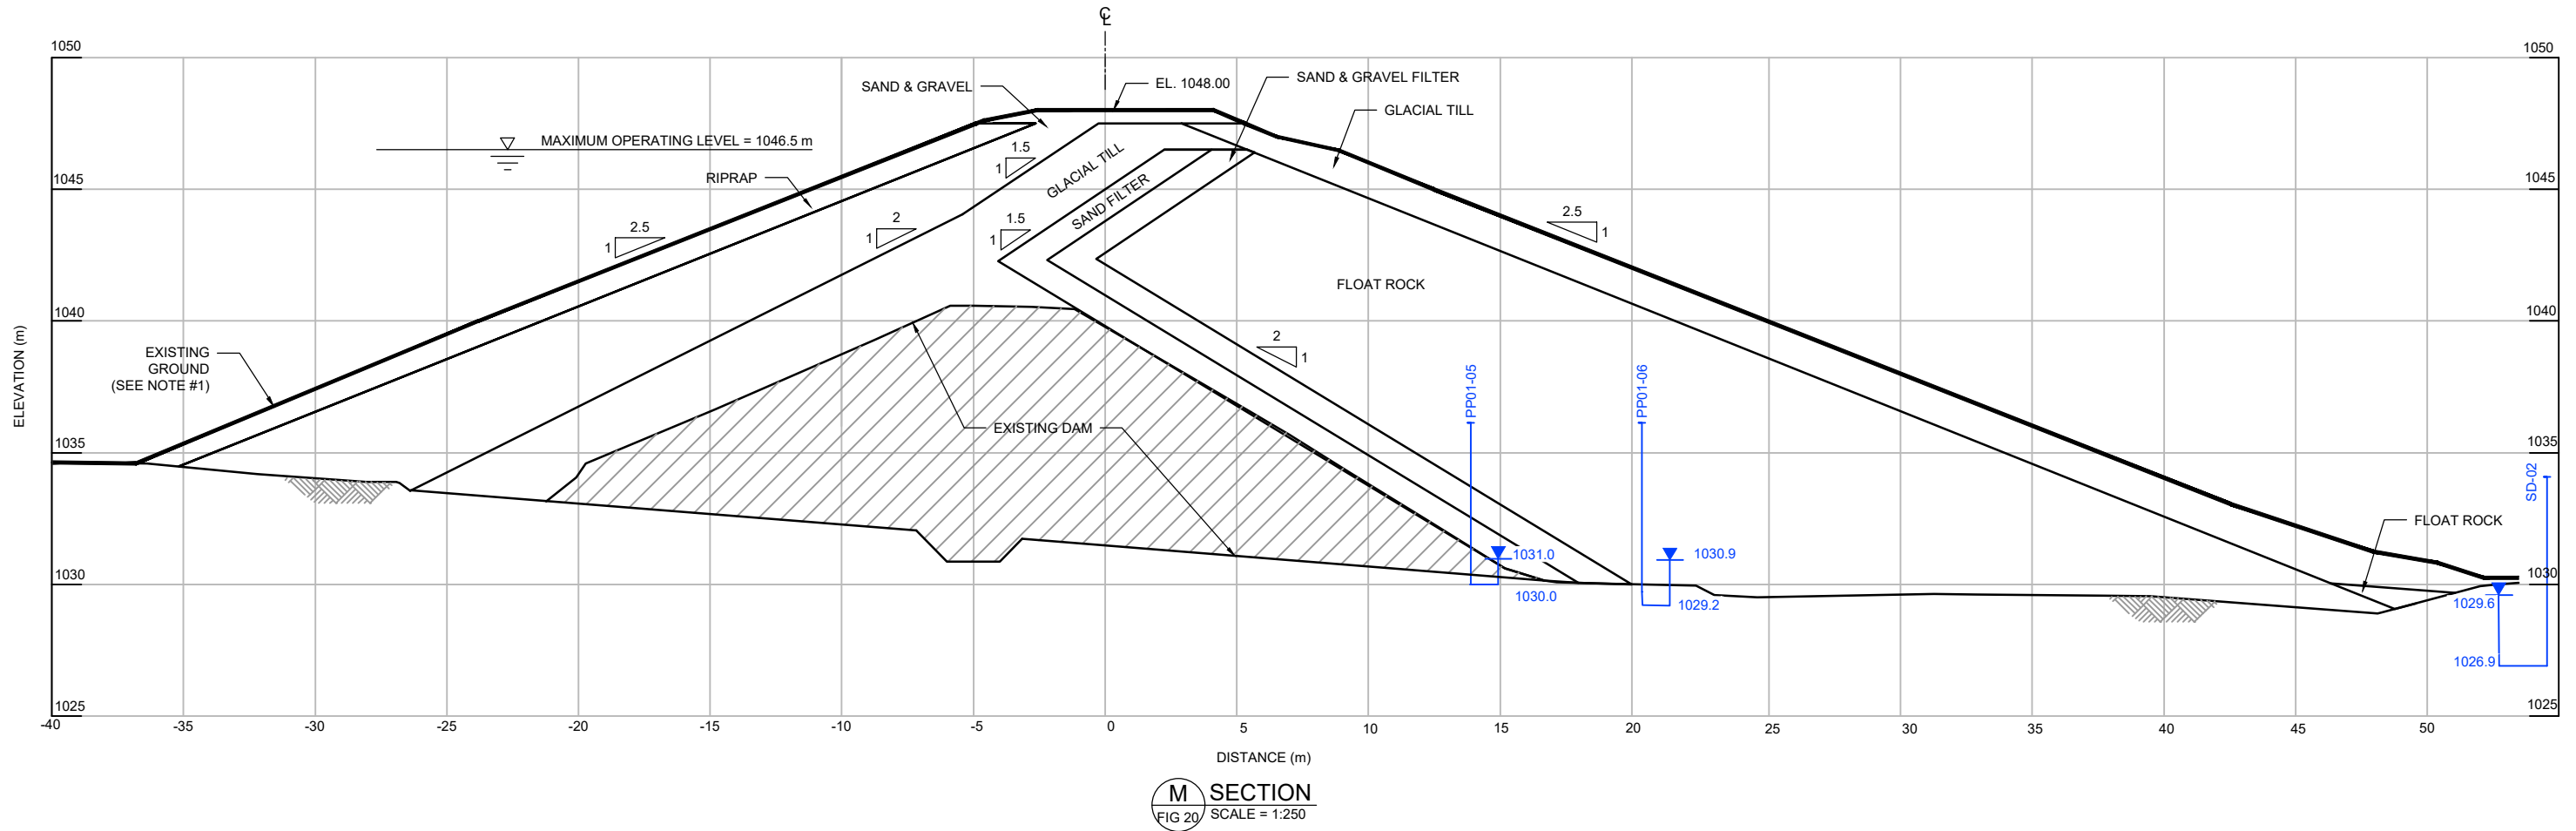 ℄
1050
1050
SAND & GRAVEL
EL. 1048.00
SAND & GRAVEL FILTER
GLACIAL TILL
MAXIMUM OPERATING LEVEL = 1046.5 m
1.5
1
GLACIAL TILL
RIPRAP
1045
1045
SAND FILTER
2.5
1
2
1
1.5
1
2.5
1
FLOAT ROCK
1040
1040
ELEVATION (m)
EXISTING
GROUND
(SEE NOTE #1)
2
1
PP01-05
PP01-06
EXISTING DAM
1035
1035
SD-02
FLOAT ROCK
1031.0
1030.9
1030
1030
1030.0
1029.2
1029.6
1026.9
1025
1025
-40
-35
-30
-25
-20
-15
-10
-5
0
5
10
15
20
25
30
35
40
45
50
DISTANCE (m)
M
FIG 20
SECTION
SCALE = 1:250